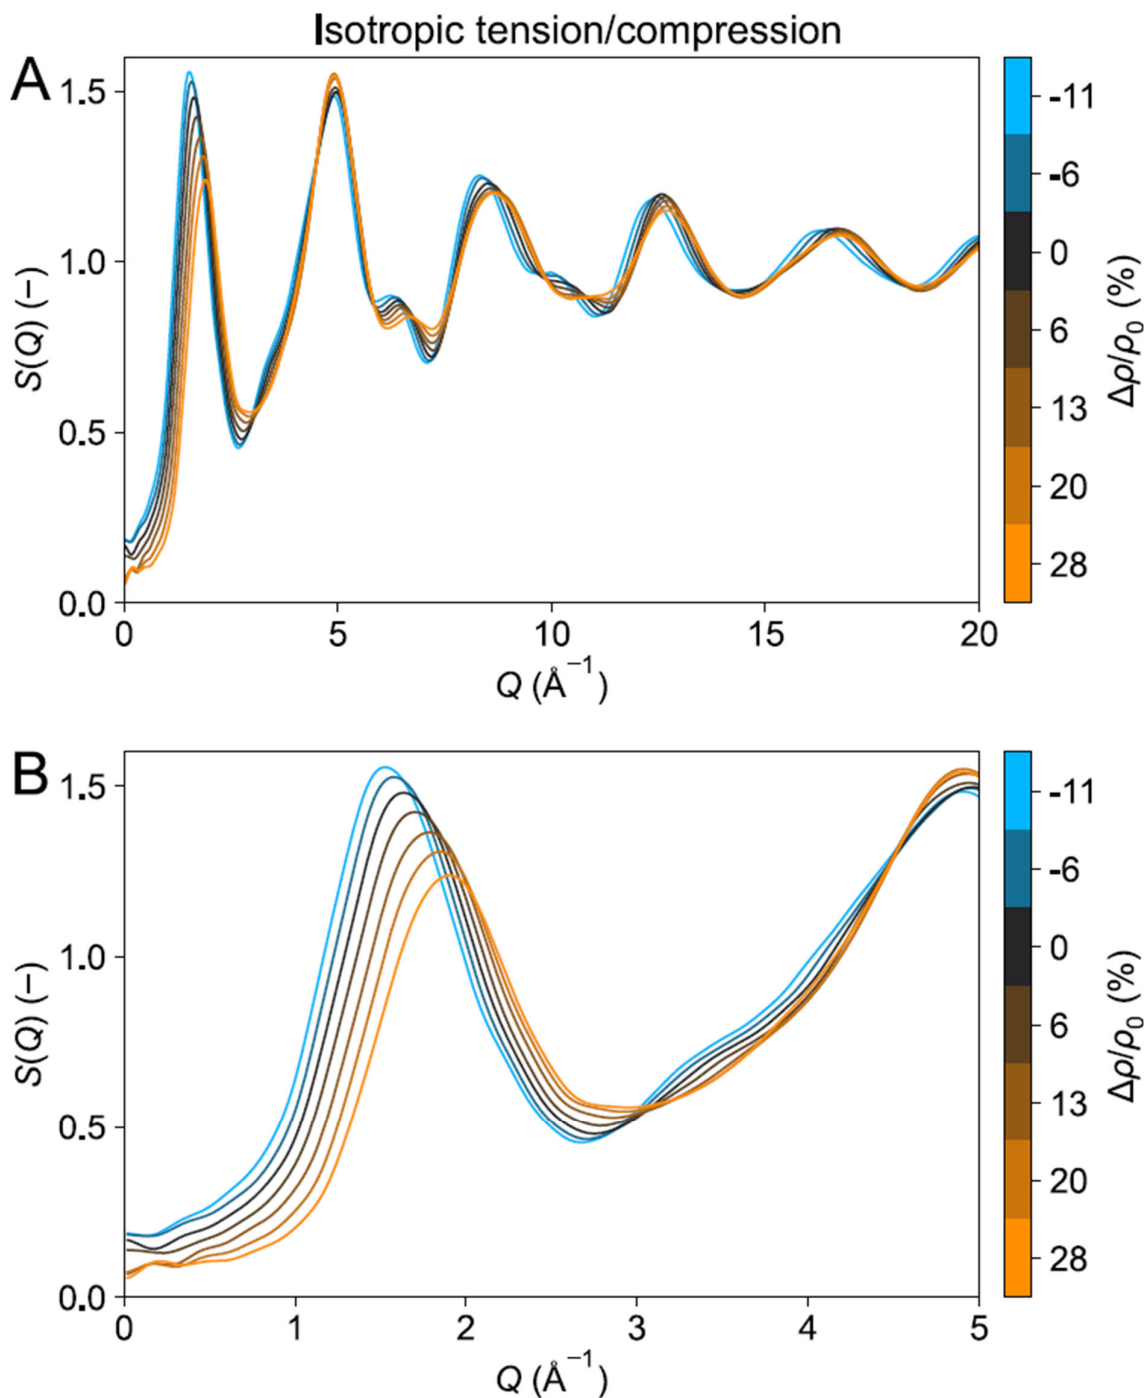 Isotropic tension/compression
A
1.5
1.0
0.5
0.0
S(Q) (–)
0 5 10 15 20
Q (Å⁻¹)
-11
-6
0
6
13
20
28
Δρ/ρ₀ (%)
B
1.5
1.0
0.5
0.0
S(Q) (–)
0 1 2 3 4 5
Q (Å⁻¹)
-11
-6
0
6
13
20
28
Δρ/ρ₀ (%)